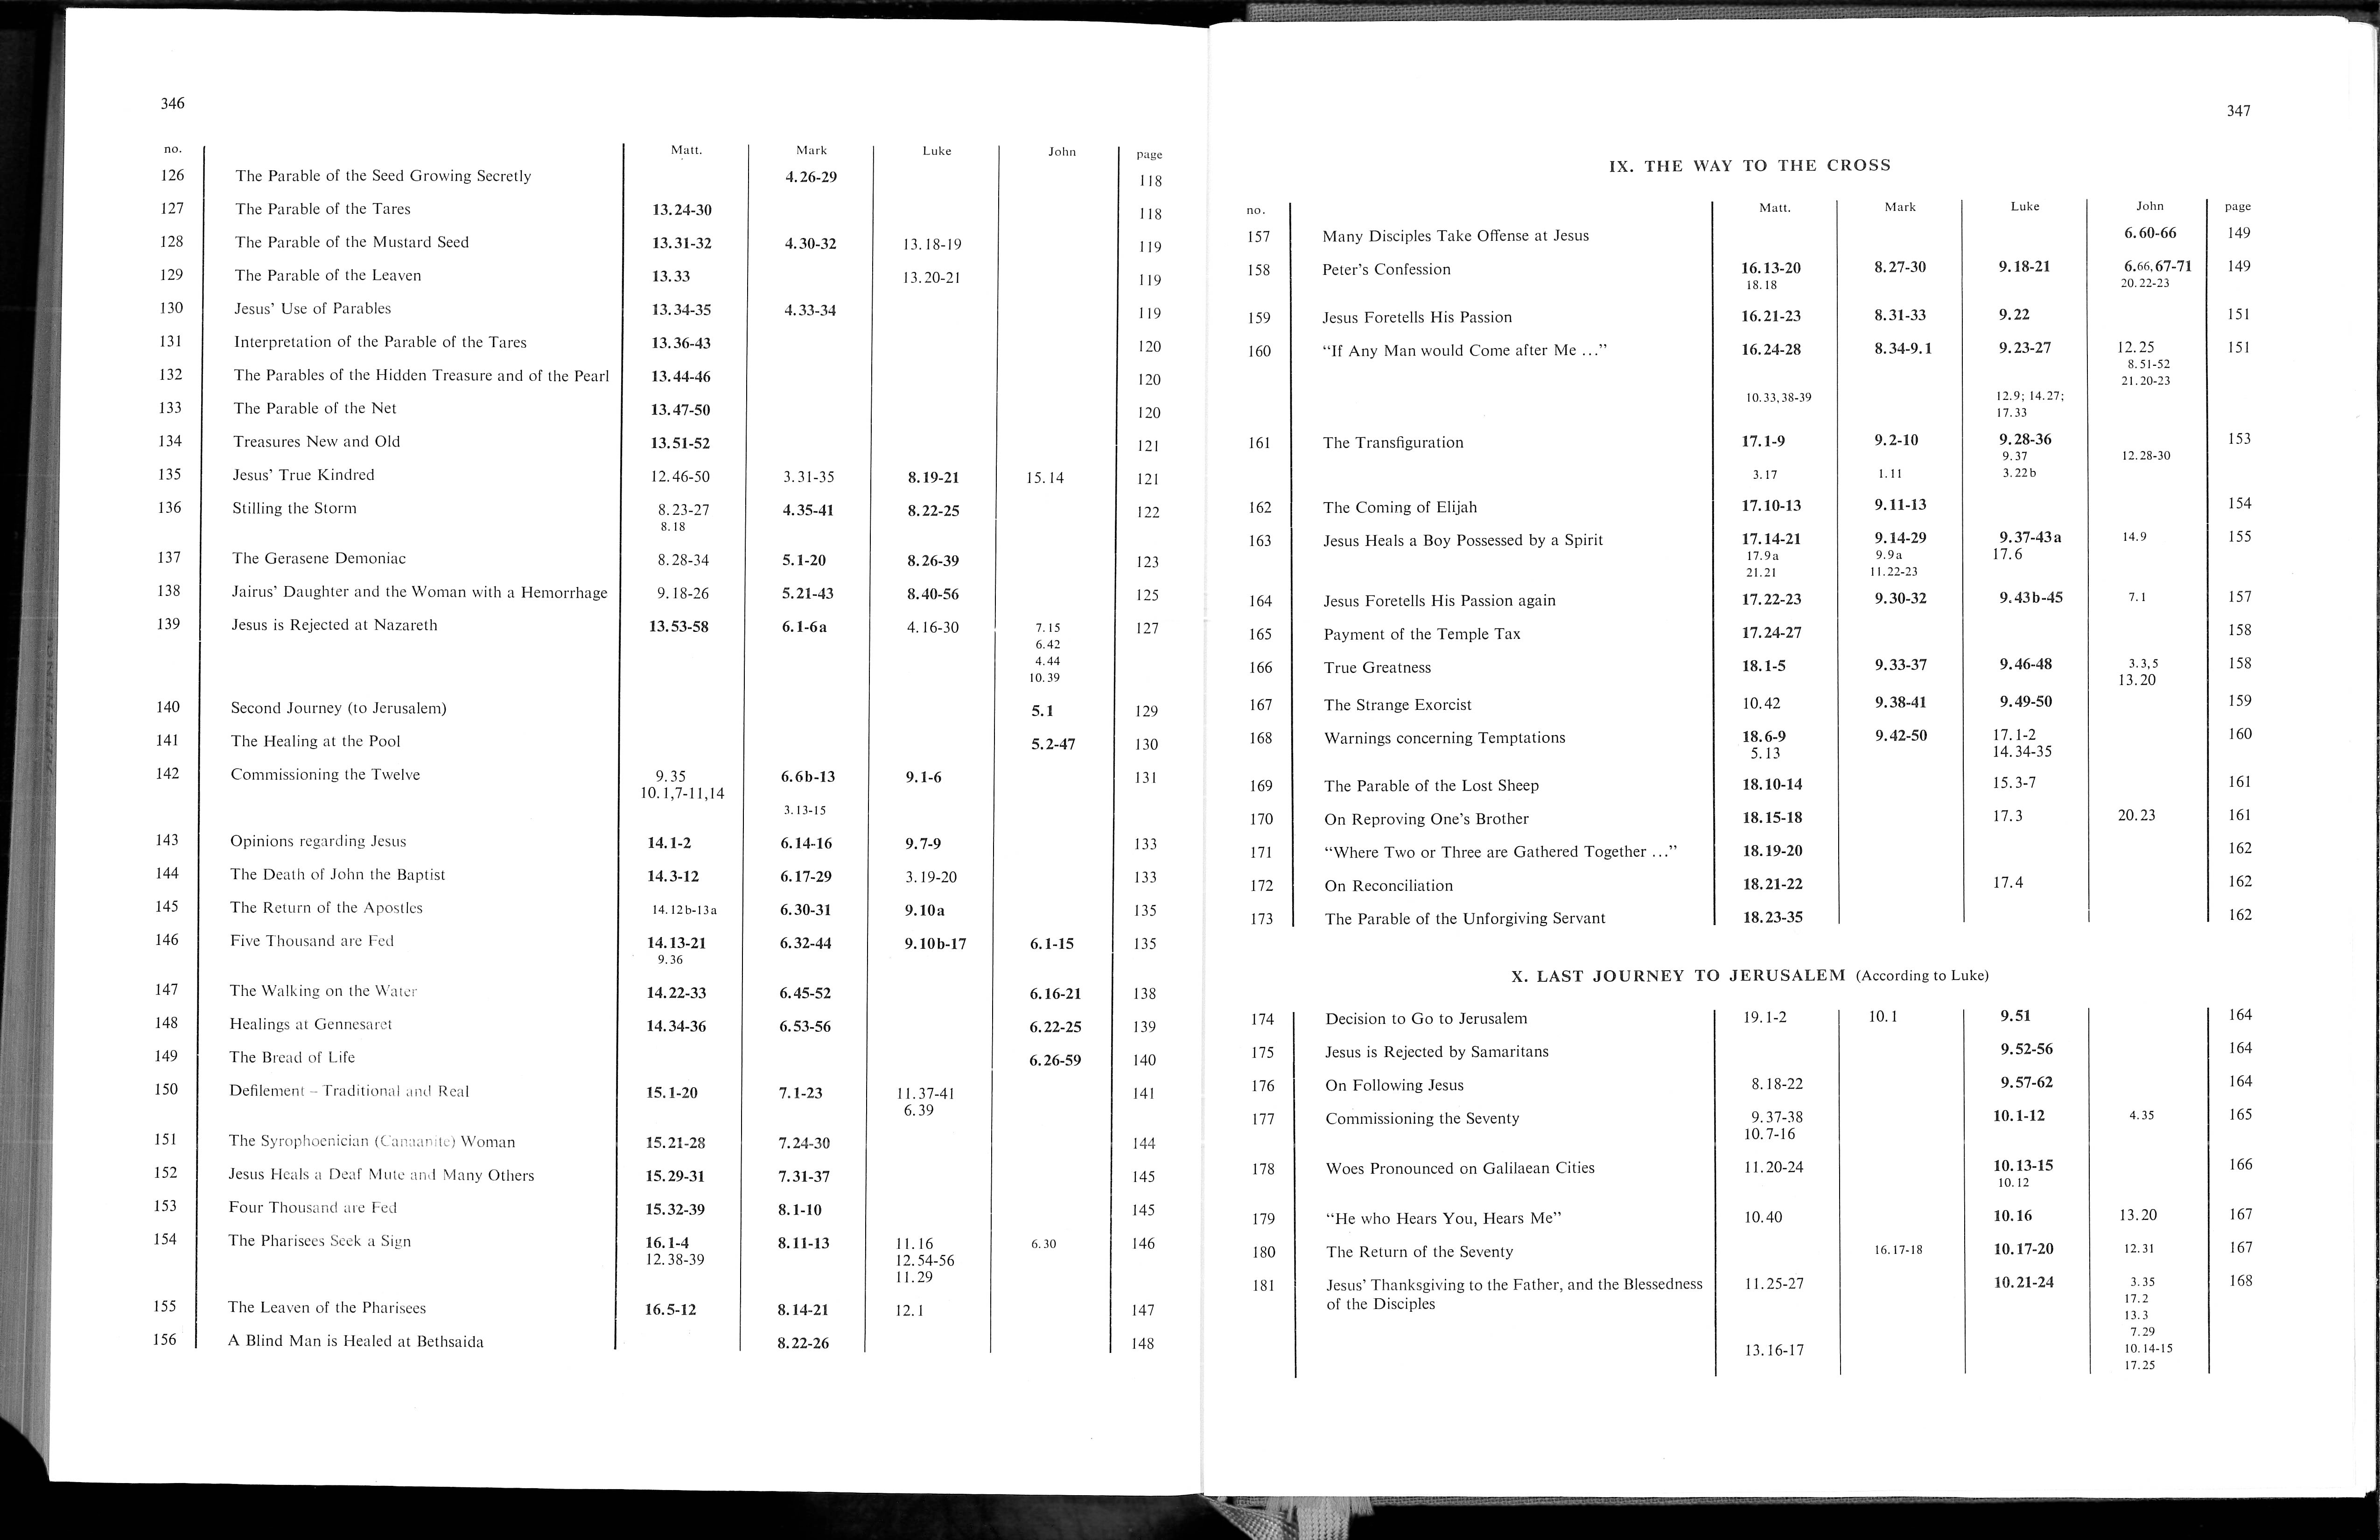 346
no. Matt. Mark Luke John page
126 The Parable of the Seed Growing Secretly 4.26-29 118
127 The Parable of the Tares 13.24-30 118
128 The Parable of the Mustard Seed 13.31-32 4.30-32 13.18-19 119
129 The Parable of the Leaven 13.33 13.20-21 119
130 Jesus' Use of Parables 13.34-35 4.33-34 119
131 Interpretation of the Parable of the Tares 13.36-43 120
132 The Parables of the Hidden Treasure and of the Pearl 13.44-46 120
133 The Parable of the Net 13.47-50 120
134 Treasures New and Old 13.51-52 121
135 Jesus' True Kindred 12.46-50 3.31-35 8.19-21 15.14 121
136 Stilling the Storm 8.23-27 4.35-41 8.22-25 122
8.18
137 The Gerasene Demoniac 8.28-34 5.1-20 8.26-39 123
138 Jairus' Daughter and the Woman with a Hemorrhage 9.18-26 5.21-43 8.40-56 125
139 Jesus is Rejected at Nazareth 13.53-58 6.1-6a 4.16-30 7.15 127
6.42
4.44
10.39
140 Second Journey (to Jerusalem) 5.1 129
141 The Healing at the Pool 5.2-47 130
142 Commissioning the Twelve 9.35 6.6b-13 9.1-6 131
10.1,7-11,14
3.13-15
143 Opinions regarding Jesus 14.1-2 6.14-16 9.7-9 133
144 The Death of John the Baptist 14.3-12 6.17-29 3.19-20 133
145 The Return of the Apostles 14.12b-13a 6.30-31 9.10a 135
146 Five Thousand are Fed 14.13-21 6.32-44 9.10b-17 6.1-15 135
9.36
147 The Walking on the Water 14.22-33 6.45-52 6.16-21 138
148 Healings at Gennesaret 14.34-36 6.53-56 6.22-25 139
149 The Bread of Life 6.26-59 140
150 Defilement – Traditional and Real 15.1-20 7.1-23 11.37-41 141
6.39
151 The Syrophoenician (Canaanite) Woman 15.21-28 7.24-30 144
152 Jesus Heals a Deaf Mute and Many Others 15.29-31 7.31-37 145
153 Four Thousand are Fed 15.32-39 8.1-10 145
154 The Pharisees Seek a Sign 16.1-4 8.11-13 11.16 6.30 146
12.38-39 12.54-56
11.29
155 The Leaven of the Pharisees 16.5-12 8.14-21 12.1 147
156 A Blind Man is Healed at Bethsaida 8.22-26 148
347
IX. THE WAY TO THE CROSS
no. Matt. Mark Luke John page
157 Many Disciples Take Offense at Jesus 6.60-66 149
158 Peter's Confession 16.13-20 8.27-30 9.18-21 6.66,67-71 149
18.18 20.22-23
159 Jesus Foretells His Passion 16.21-23 8.31-33 9.22 151
160 “If Any Man would Come after Me ...” 16.24-28 8.34-9.1 9.23-27 12.25 151
8.51-52
21.20-23
10.33,38-39 12.9; 14.27;
17.33
161 The Transfiguration 17.1-9 9.2-10 9.28-36 153
9.37 12.28-30
3.17 1.11 3.22b
162 The Coming of Elijah 17.10-13 9.11-13 154
163 Jesus Heals a Boy Possessed by a Spirit 17.14-21 9.14-29 9.37-43a 14.9 155
17.9a 9.9a 17.6
21.21 11.22-23
164 Jesus Foretells His Passion again 17.22-23 9.30-32 9.43b-45 7.1 157
165 Payment of the Temple Tax 17.24-27 158
166 True Greatness 18.1-5 9.33-37 9.46-48 3.3,5 158
13.20
167 The Strange Exorcist 10.42 9.38-41 9.49-50 159
168 Warnings concerning Temptations 18.6-9 9.42-50 17.1-2 160
5.13 14.34-35
169 The Parable of the Lost Sheep 18.10-14 15.3-7 161
170 On Reproving One's Brother 18.15-18 17.3 20.23 161
171 “Where Two or Three are Gathered Together ...” 18.19-20 162
172 On Reconciliation 18.21-22 17.4 162
173 The Parable of the Unforgiving Servant 18.23-35 162
X. LAST JOURNEY TO JERUSALEM (According to Luke)
174 Decision to Go to Jerusalem 19.1-2 10.1 9.51 164
175 Jesus is Rejected by Samaritans 9.52-56 164
176 On Following Jesus 8.18-22 9.57-62 164
177 Commissioning the Seventy 9.37-38 10.1-12 4.35 165
10.7-16
178 Woes Pronounced on Galilaean Cities 11.20-24 10.13-15 166
10.12
179 “He who Hears You, Hears Me” 10.40 10.16 13.20 167
180 The Return of the Seventy 16.17-18 10.17-20 12.31 167
181 Jesus' Thanksgiving to the Father, and the Blessedness 11.25-27 10.21-24 3.35 168
of the Disciples 17.2
13.3
7.29
13.16-17 10.14-15
17.25